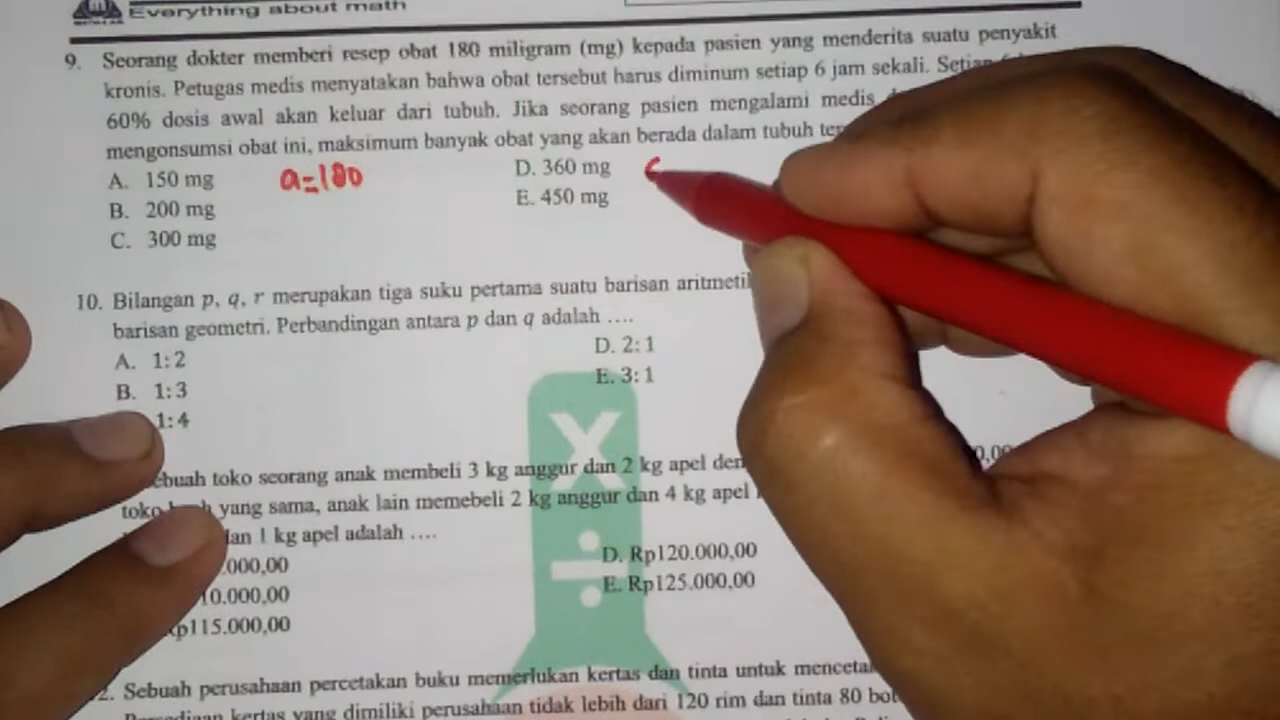 Everything about math
9. Seorang dokter memberi resep obat 180 miligram (mg) kepada pasien yang menderita suatu penyakit
kronis. Petugas medis menyatakan bahwa obat tersebut harus diminum setiap 6 jam sekali. Setiap
60% dosis awal akan keluar dari tubuh. Jika seorang pasien mengalami medis
mengonsumsi obat ini, maksimum banyak obat yang akan berada dalam tubuh
A. 150 mg
a=180
D. 360 mg
B. 200 mg
E. 450 mg
C. 300 mg
10. Bilangan p, q, r merupakan tiga suku pertama suatu barisan
barisan geometri. Perbandingan antara p dan q adalah ....
A. 1:2
D. 2:1
B. 1:3
E. 3:1
1:4
toko seorang anak membeli 3 kg anggur dan 2 kg apel
toko yang sama, anak lain memebeli 2 kg anggur dan 4 kg apel
1 kg apel adalah ....
.000,00
D. Rp120.000,00
10.000,00
E. Rp125.000,00
Rp115.000,00
2. Sebuah perusahaan percetakan buku memerlukan kertas dan tinta untuk
Persediaan kertas yang dimiliki perusahaan tidak lebih dari 120 rim dan tinta 80